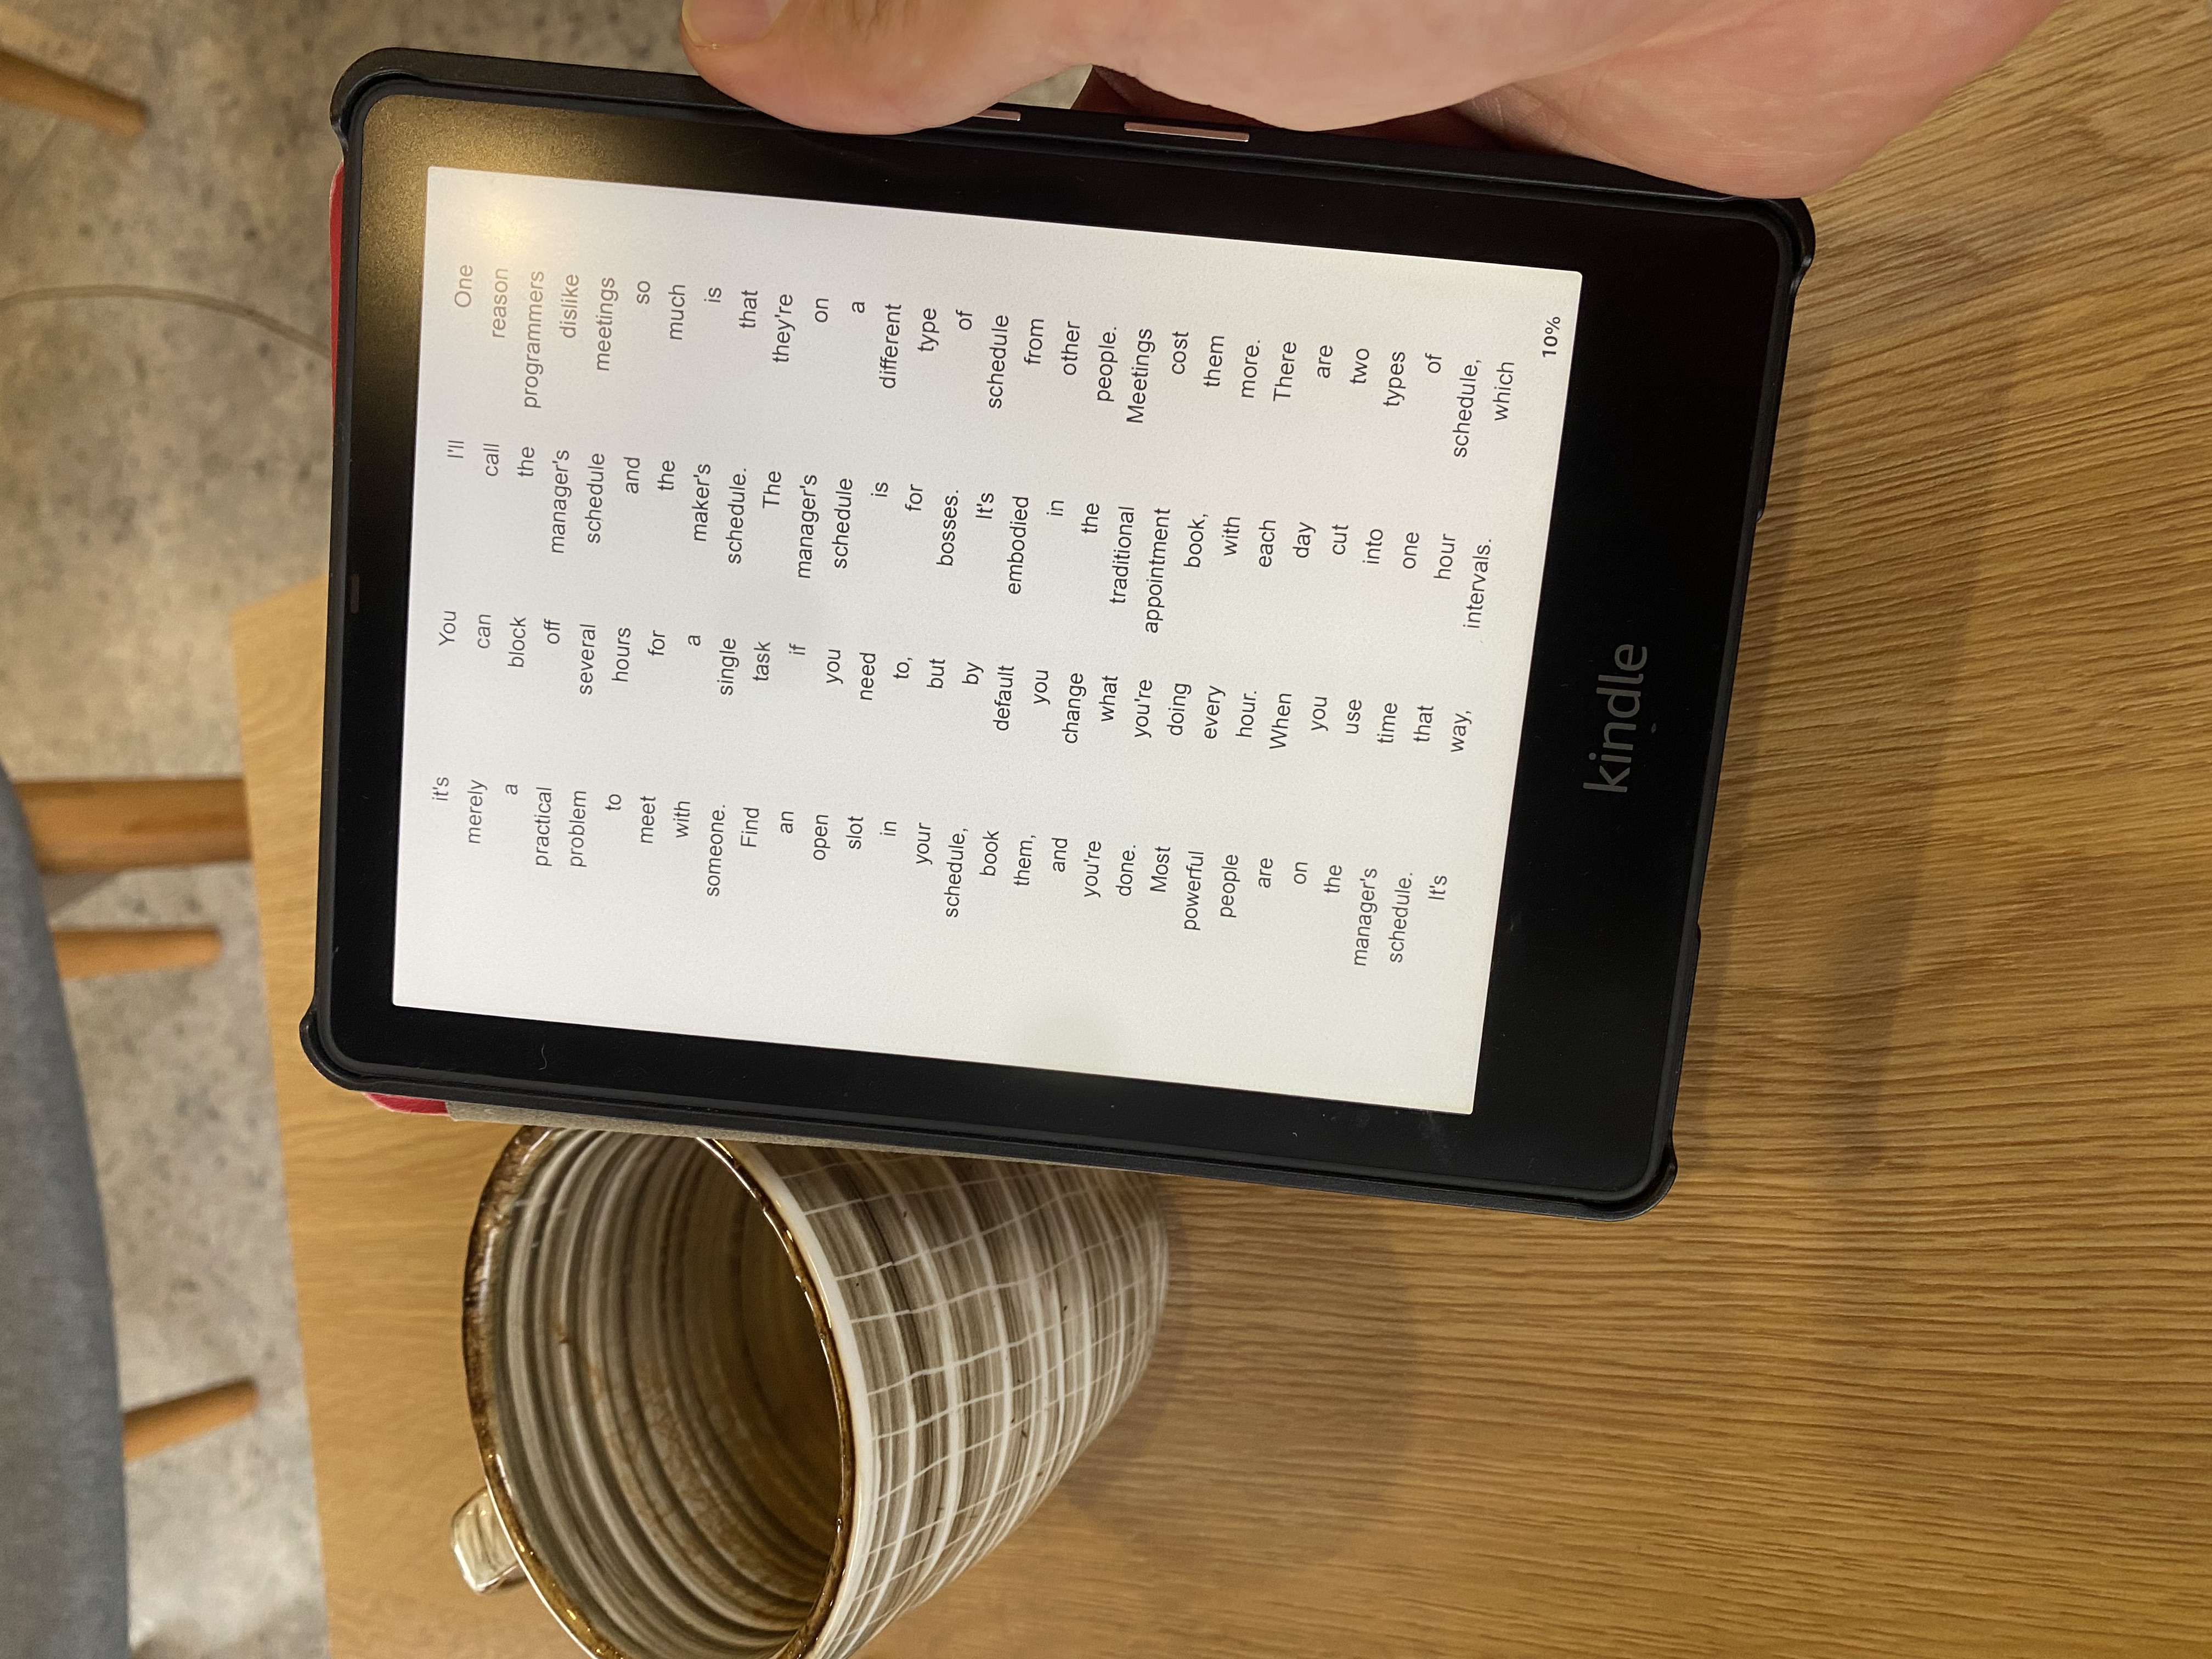 One
reason
programmers
dislike
meetings
so
much
is
that
they're
on
a
different
type
of
schedule
from
other
people.
Meetings
cost
them
more.
There
are
two
types
of
schedule,
which
I'll
call
the
manager's
schedule
and
the
maker's
schedule.
The
manager's
schedule
is
for
bosses.
It's
embodied
in
the
traditional
appointment
book,
with
each
day
cut
into
one
hour
intervals.
You
can
block
off
several
hours
for
a
single
task
if
you
need
to,
but
by
default
you
change
what
you're
doing
every
hour.
When
you
use
time
that
way,
it's
merely
a
practical
problem
to
meet
with
someone.
Find
an
open
slot
in
your
schedule,
book
them,
and
you're
done.
Most
powerful
people
are
on
the
manager's
schedule.
It's
10%
kindle